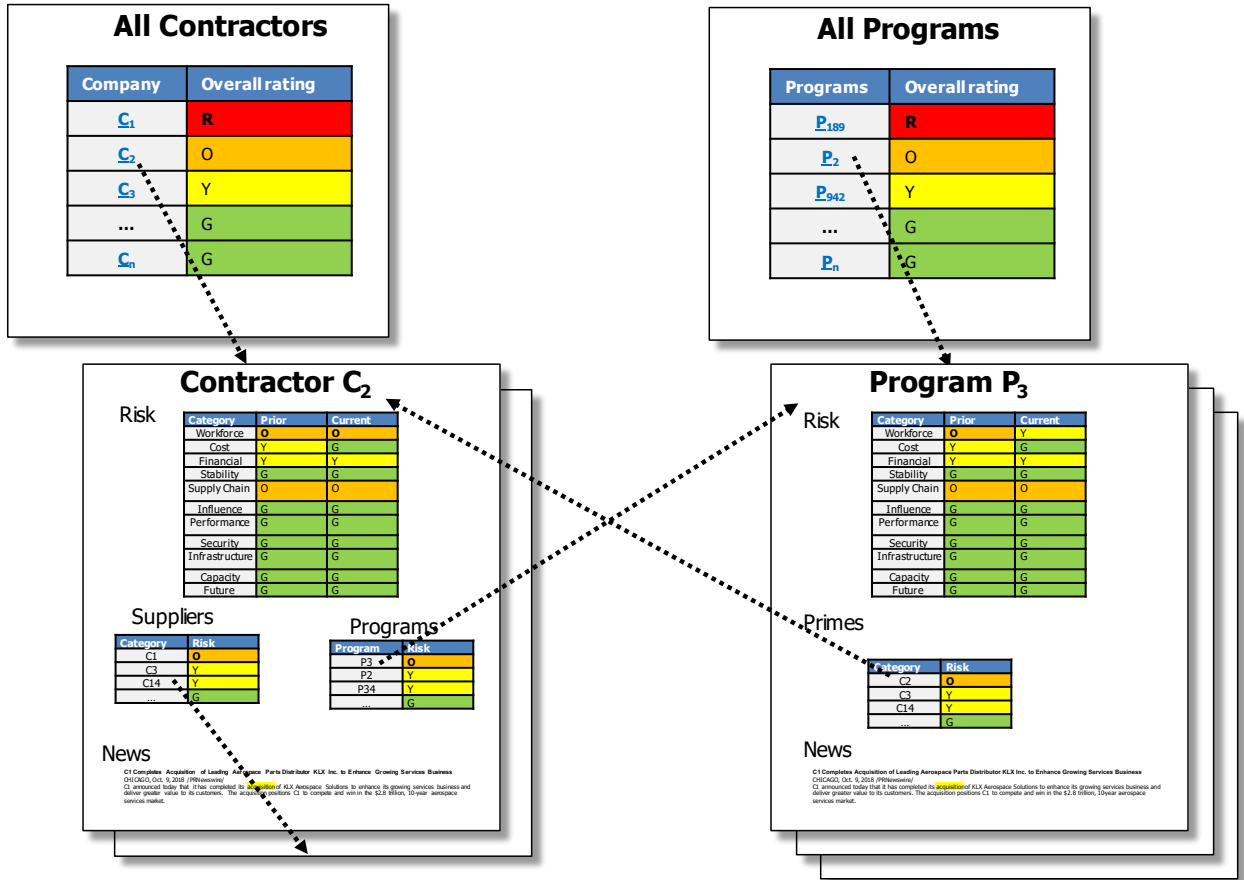 All Contractors
Company Overall rating
C1 R
C2 O
C3 Y
... G
Cn G
All Programs
Programs Overall rating
P189 R
P2 O
P942 Y
... G
Pn G
Contractor C2
Risk
Category Prior Current
Workforce O O
Cost Y G
Financial Y Y
Stability G G
Supply Chain O O
Influence G G
Performance G G
Security G G
Infrastructure G G
Capacity G G
Future G G
Suppliers
Category Risk
C1 O
C3 Y
C14 Y
... G
Programs
Program Risk
P3 O
P2 Y
P34 Y
... G
News
C1 Completes Acquisition of Leading Aerospace Parts Distributor KLX Inc. to Enhance Growing Services Business
CHICAGO, Oct. 9, 2018 /PRNewswire/
C1 announced today that it has completed its acquisition of KLX Aerospace Solutions to enhance its growing services business and
deliver greater value to its customers. The acquisition positions C1 to compete and win in the $2.8 trillion, 10-year aerospace
services market.
Program P3
Risk
Category Prior Current
Workforce O Y
Cost Y G
Financial Y Y
Stability G G
Supply Chain O O
Influence G G
Performance G G
Security G G
Infrastructure G G
Capacity G G
Future G G
Primes
Category Risk
C2 O
C3 Y
C14 Y
... G
News
C1 Completes Acquisition of Leading Aerospace Parts Distributor KLX Inc. to Enhance Growing Services Business
CHICAGO, Oct. 9, 2018 /PRNewswire/
C1 announced today that it has completed its acquisition of KLX Aerospace Solutions to enhance its growing services business and
deliver greater value to its customers. The acquisition positions C1 to compete and win in the $2.8 trillion, 10-year aerospace
services market.